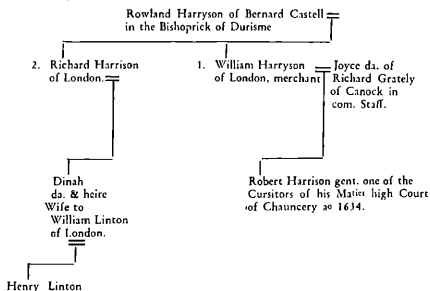 Rowland Harryson of Bernard Castell
in the Bishoprick of Durisme
2. Richard Harrison
of London.
1. William Harryson
of London, merchant
Joyce da. of
Richard Grately
of Canock in
com. Staff.
Dinah
da. & heire
Wife to
William Linton
of London.
Robert Harrison gent. one of the
Cursitors of his Maties high Court
of Chauncery ao 1634.
Henry Linton